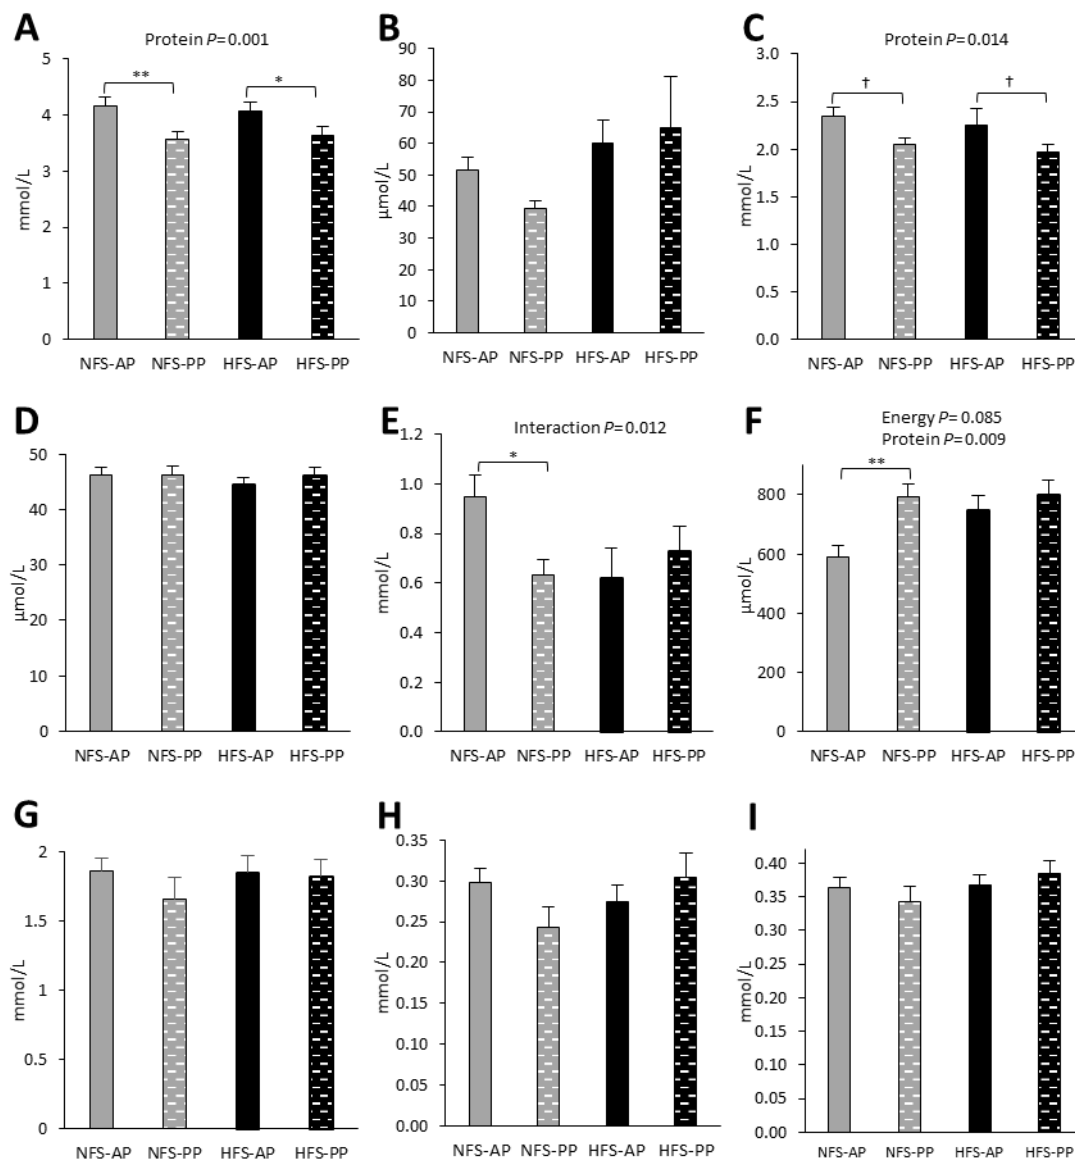 A
Protein P=0.001
5
4
3
2
1
0
mmol/L
**
*
NFS-AP NFS-PP HFS-AP HFS-PP
B
90
80
70
60
50
40
30
20
10
0
µmol/L
NFS-AP NFS-PP HFS-AP HFS-PP
C
Protein P=0.014
3.0
2.5
2.0
1.5
1.0
0.5
0.0
mmol/L
†
†
NFS-AP NFS-PP HFS-AP HFS-PP
D
50
40
30
20
10
0
µmol/L
NFS-AP NFS-PP HFS-AP HFS-PP
E
Interaction P=0.012
1.2
1.0
0.8
0.6
0.4
0.2
0.0
mmol/L
*
NFS-AP NFS-PP HFS-AP HFS-PP
F
Energy P=0.085
Protein P=0.009
800
600
400
200
0
µmol/L
**
NFS-AP NFS-PP HFS-AP HFS-PP
G
2
1.5
1
0.5
0
mmol/L
NFS-AP NFS-PP HFS-AP HFS-PP
H
0.35
0.30
0.25
0.20
0.15
0.10
0.05
0.00
mmol/L
NFS-AP NFS-PP HFS-AP HFS-PP
I
0.40
0.35
0.30
0.25
0.20
0.15
0.10
0.05
0.00
mmol/L
NFS-AP NFS-PP HFS-AP HFS-PP